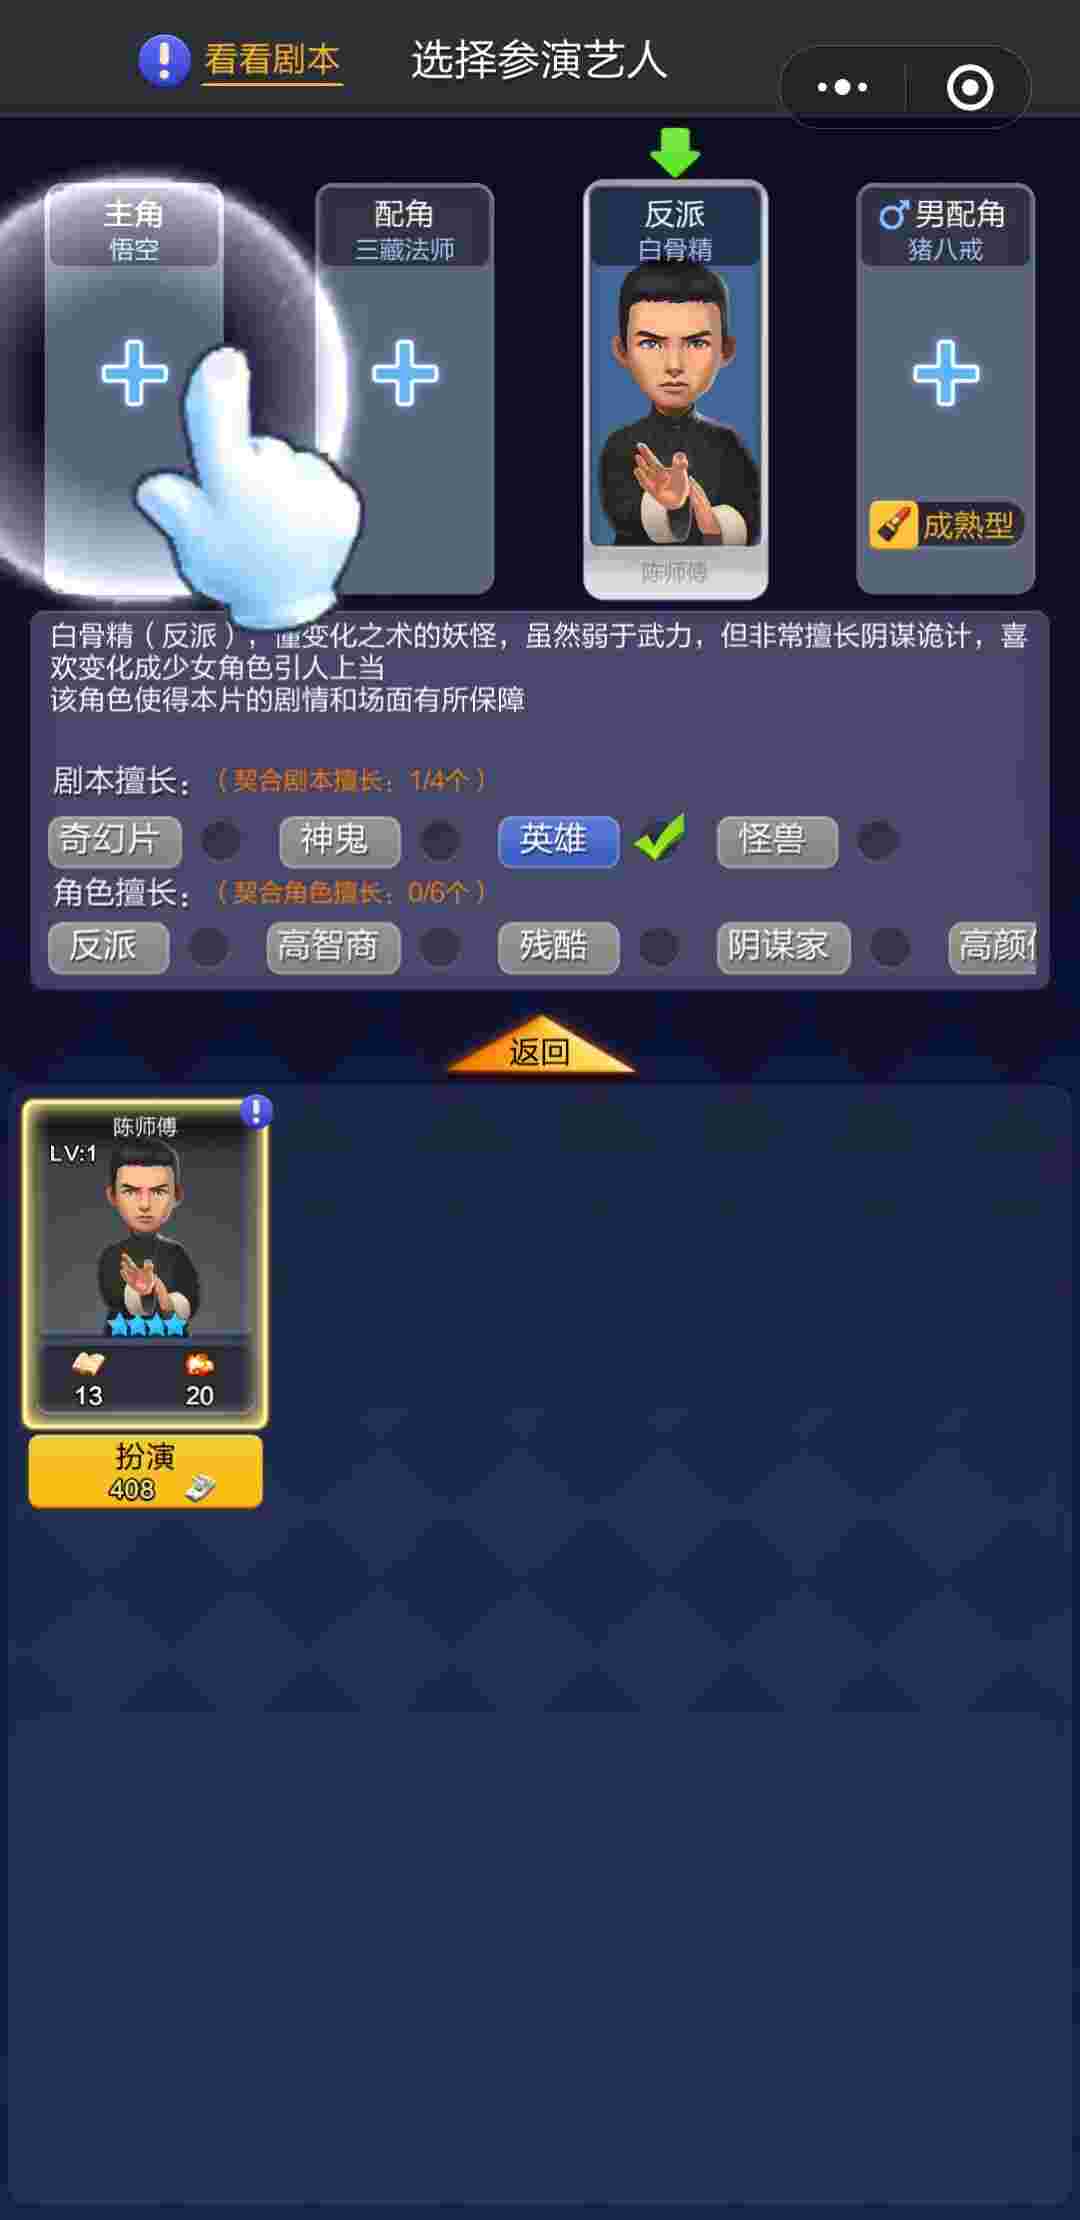 看看剧本
选择参演艺人
主角
悟空
配角
三藏法师
反派
白骨精
男配角
猪八戒
陈师傅
成熟型
白骨精（反派），懂变化之术的妖怪，虽然弱于武力，但非常擅长阴谋诡计，喜
欢变化成少女角色引人上当
该角色使得本片的剧情和场面有所保障
剧本擅长：（契合剧本擅长：1/4个）
奇幻片 神鬼 英雄 怪兽
角色擅长：（契合角色擅长：0/6个）
反派 高智商 残酷 阴谋家 高颜
返回
陈师傅
LV:1
13 20
扮演
408